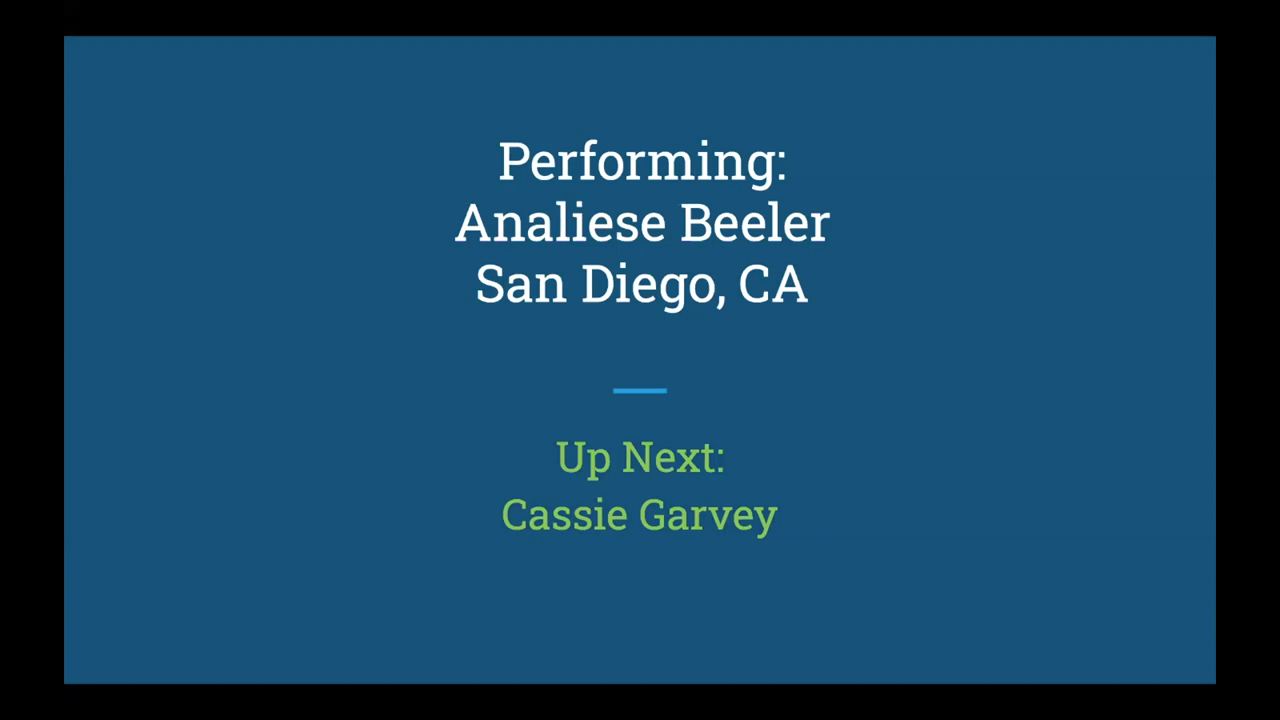 Performing:
Analiese Beeler
San Diego, CA
Up Next:
Cassie Garvey